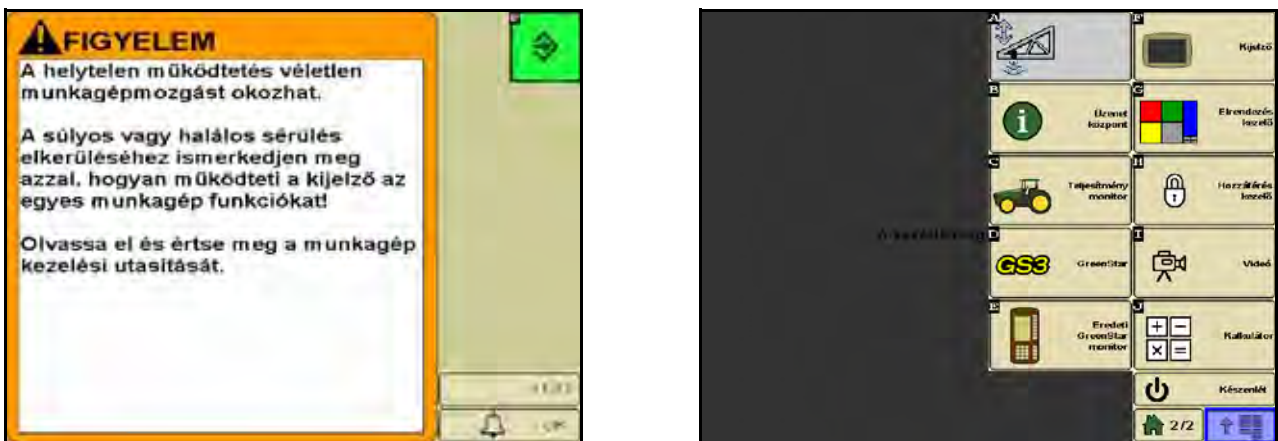 FIGYELEM
A helytelen működtetés véletlen
munkagépmozgást okozhat.
A súlyos vagy halálos sérülés
elkerüléséhez ismerkedjen meg
azzal, hogyan működteti a kijelző az
egyes munkagép funkciókat!
Olvassa el és értse meg a munkagép
kezelési utasítását.
A
F
Kijelző
B
Üzenet
központ
G
Elrendezés
kezelő
C
Teljesítmény
monitor
H
Hozzáférés
kezelő
D
GS3
GreenStar
I
Videó
E
Eredeti
GreenStar
monitor
J
Kalkulátor
Készenlét
2/2